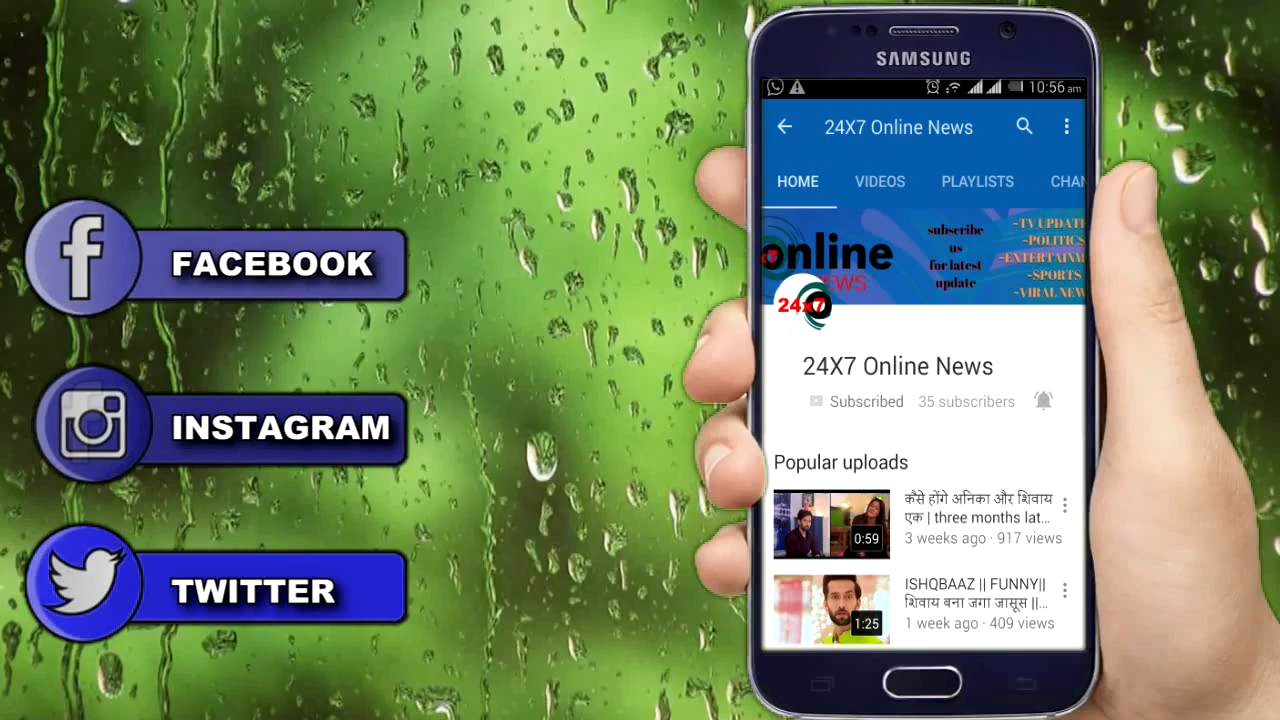 FACEBOOK
INSTAGRAM
TWITTER
SAMSUNG
10:56 am
24X7 Online News
HOME VIDEOS PLAYLISTS CHAN
online
NEWS
subscribe
us
for latest
update
~TV UPDATE
~POLITICS
~ENTERTAINM
~SPORTS
~VIRAL NEW
24x7
24X7 Online News
Subscribed 35 subscribers
Popular uploads
0:59
कैसे होंगे अनिका और शिवाय
एक | three months lat...
3 weeks ago · 917 views
1:25
ISHQBAAZ || FUNNY||
शिवाय बना जगा जासूस ||...
1 week ago · 409 views